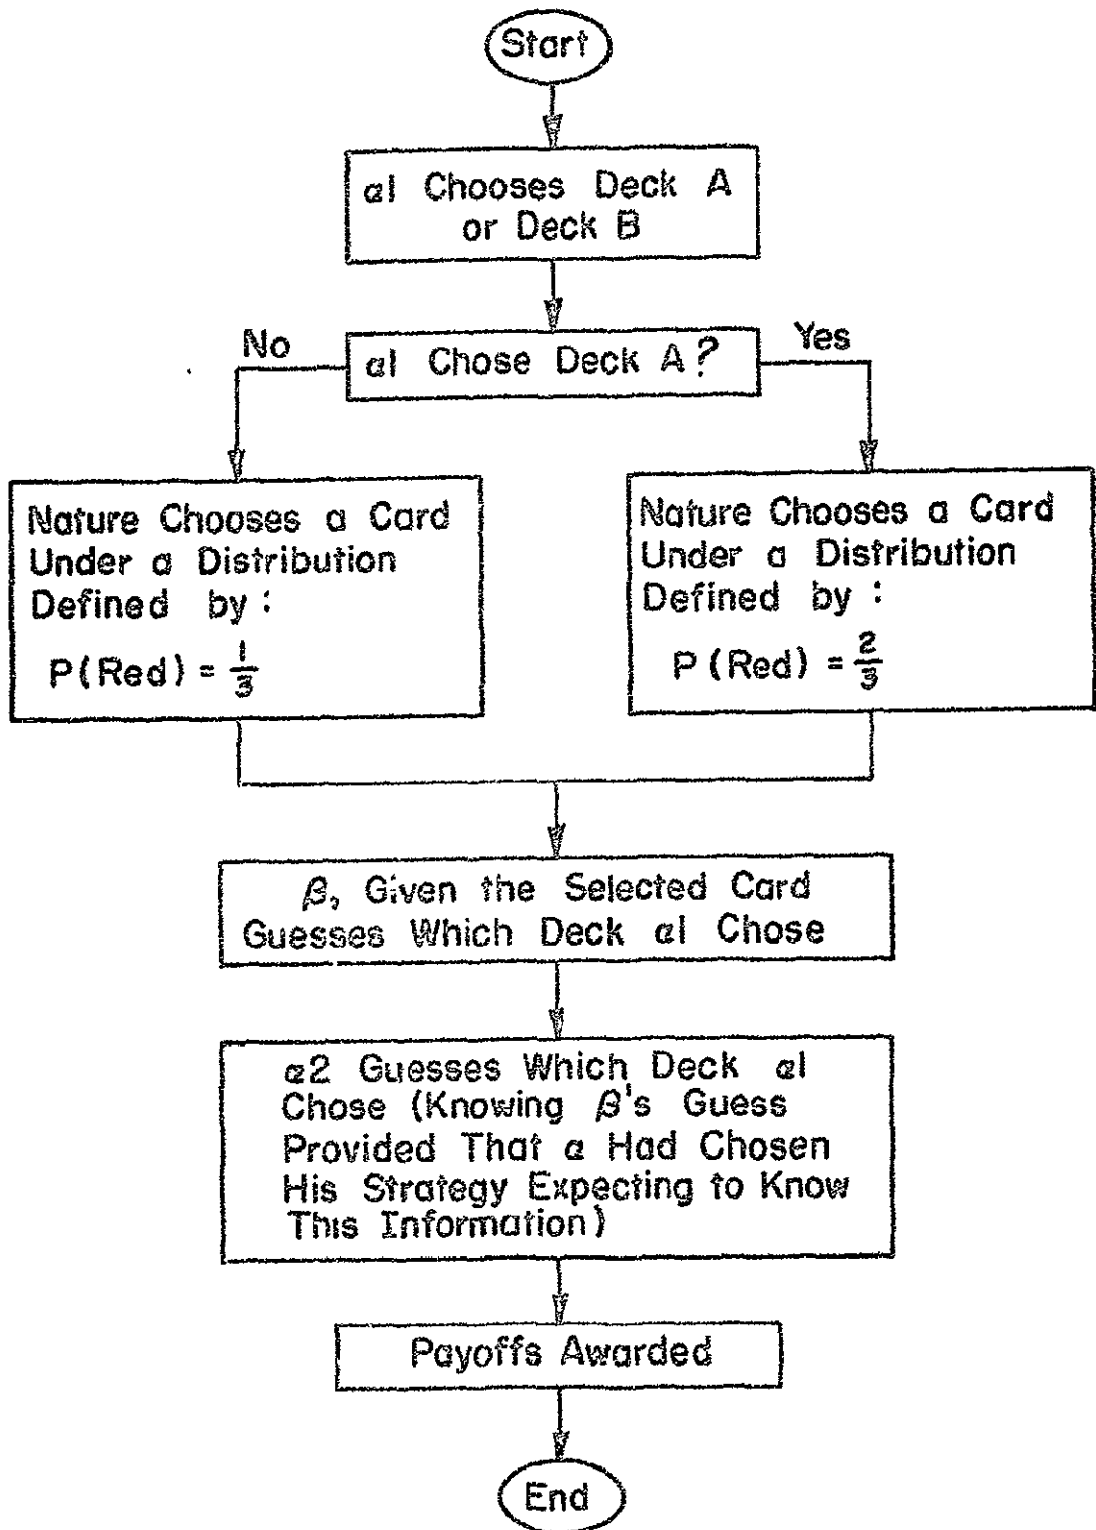 Start
α1 Chooses Deck A
or Deck B
No
α1 Chose Deck A?
Yes
Nature Chooses a Card
Under a Distribution
Defined by :
P(Red) = 1/3
Nature Chooses a Card
Under a Distribution
Defined by :
P (Red) = 2/3
β, Given the Selected Card
Guesses Which Deck α1 Chose
α2 Guesses Which Deck α1
Chose (Knowing β's Guess
Provided That α Had Chosen
His Strategy Expecting to Know
This Information)
Payoffs Awarded
End